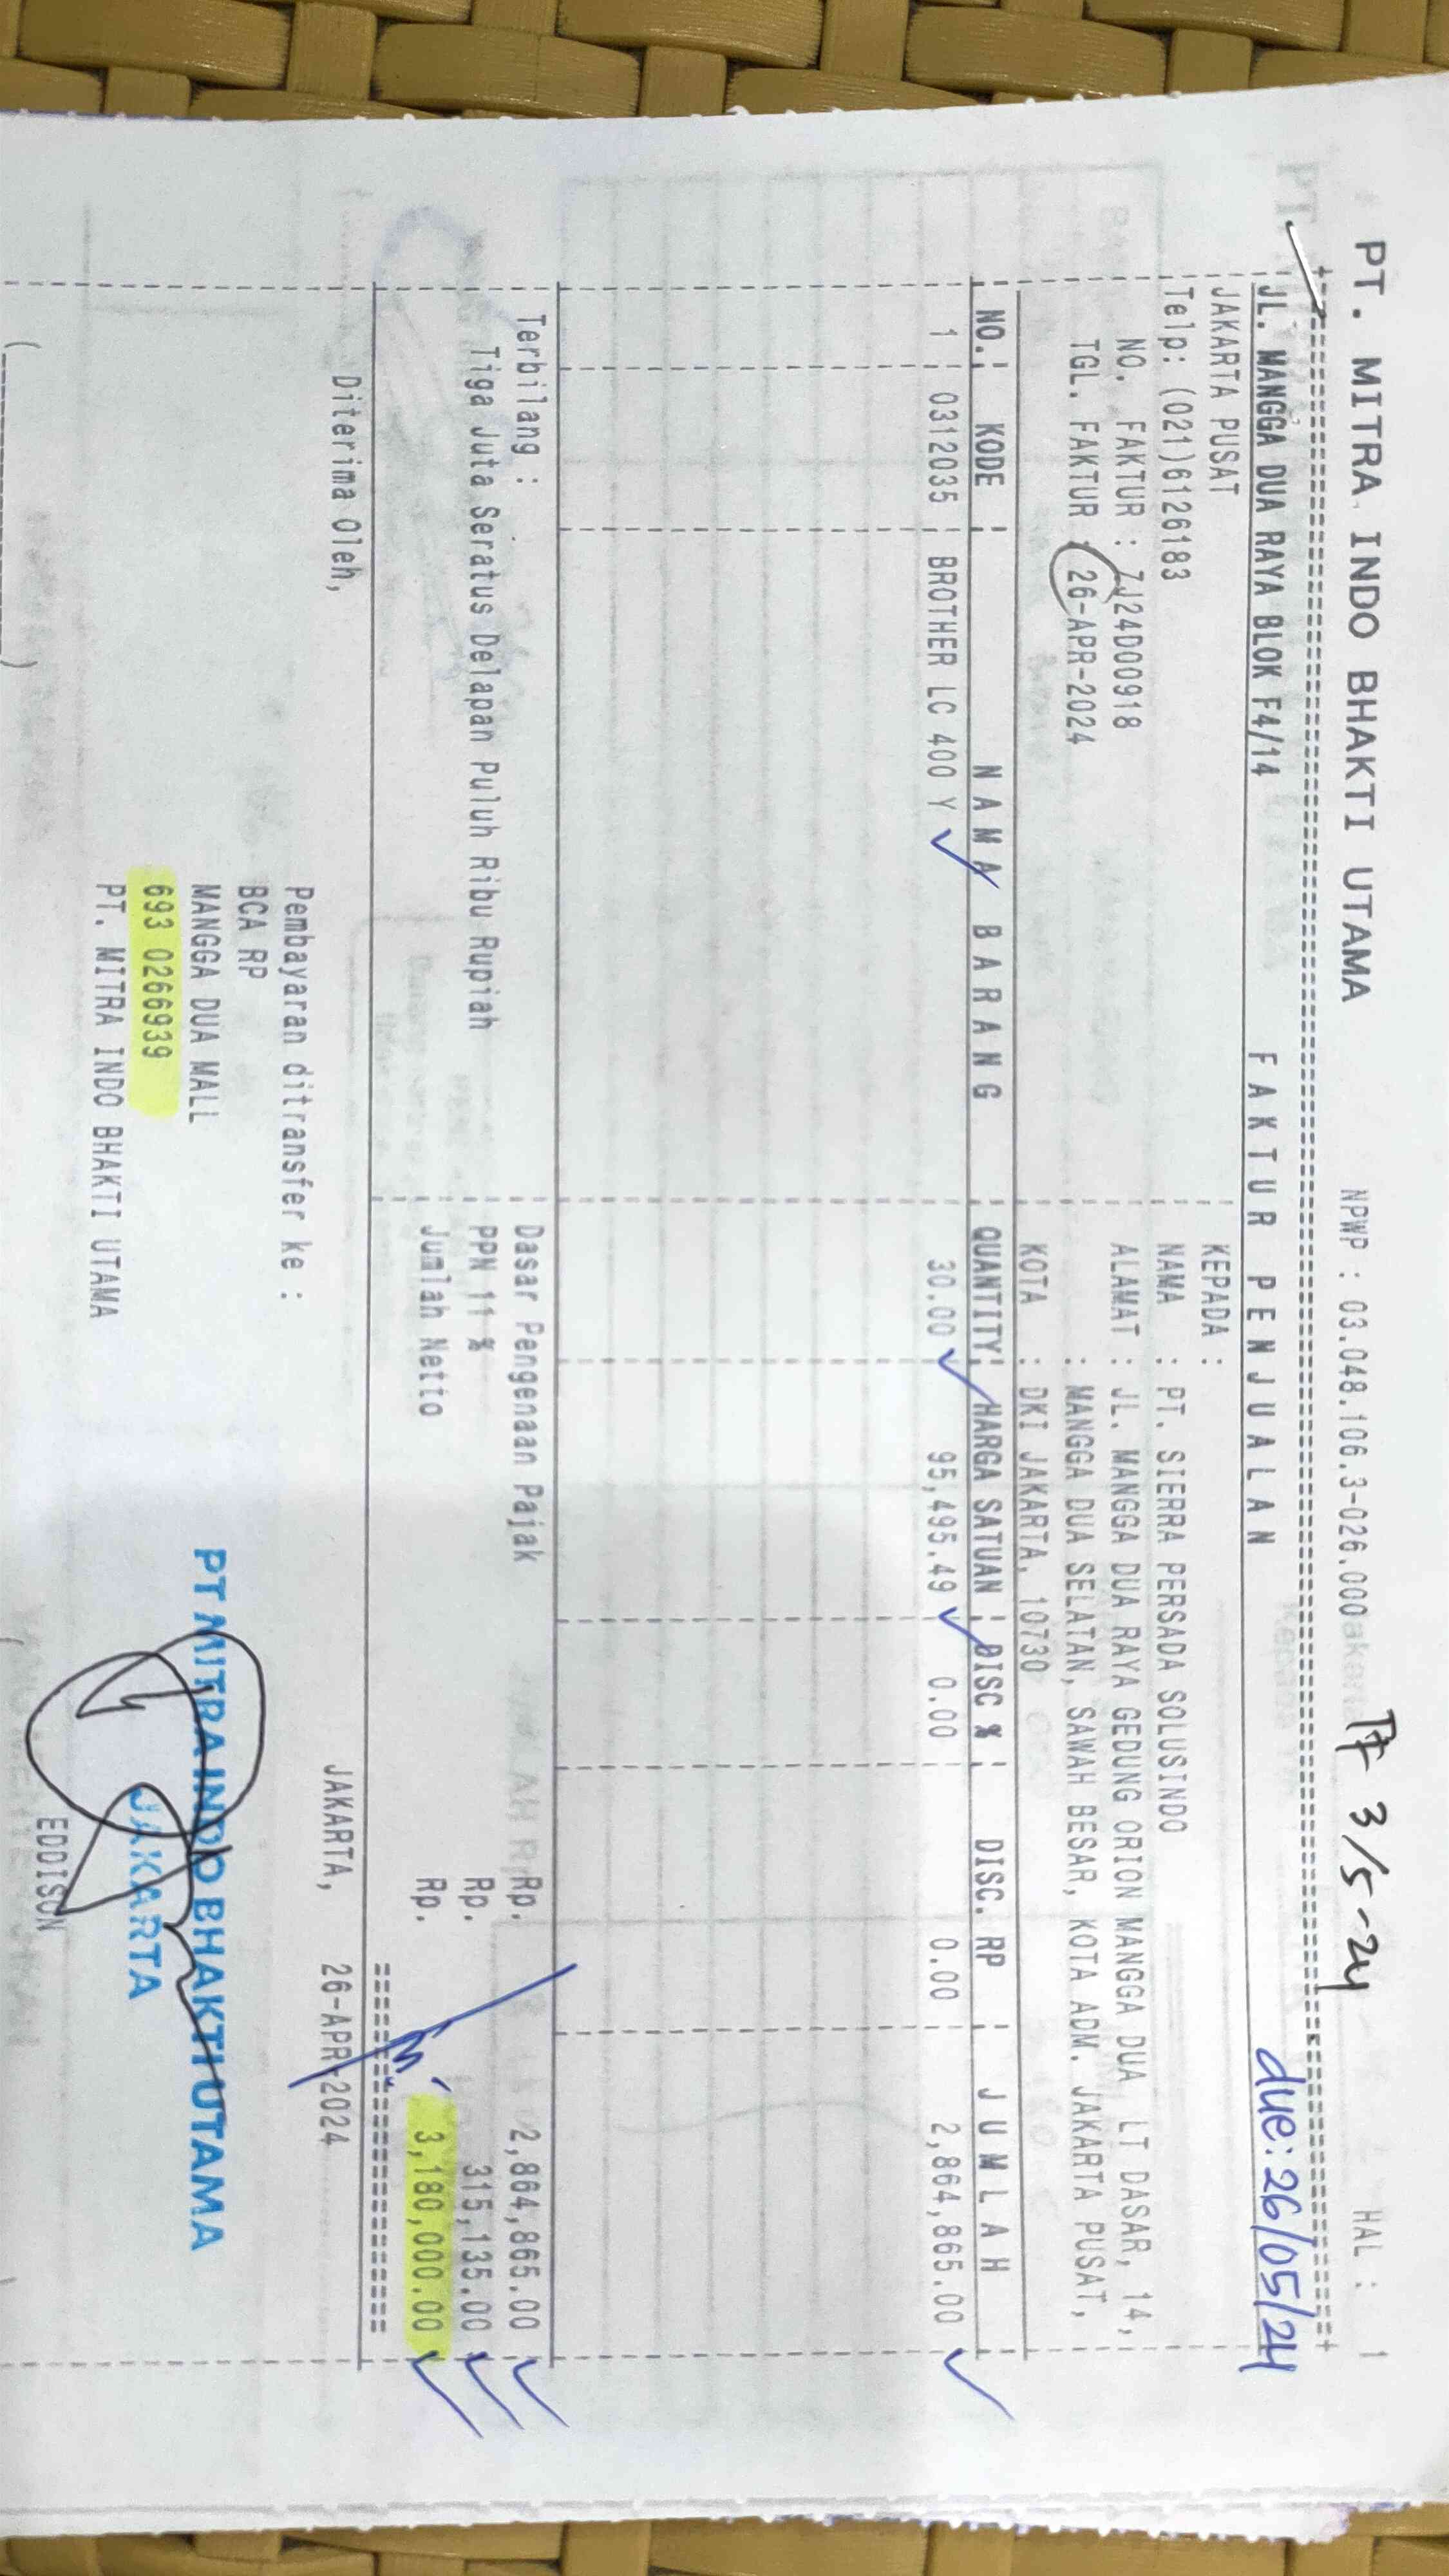 PT. MITRA INDO BHAKTI UTAMA NPWP : 03.048.106.3-026.000 TF 3/5-24 HAL : 1
JL. MANGGA DUA RAYA BLOK F4/14 F A K T U R P E N J U A L A N due: 26/05/24
JAKARTA PUSAT KEPADA :
Telp: (021)6126183 NAMA : PT. SIERRA PERSADA SOLUSINDO
NO. FAKTUR : ZJ24D00918 ALAMAT : JL. MANGGA DUA RAYA GEDUNG ORION MANGGA DUA LT DASAR, 14,
TGL. FAKTUR : 26-APR-2024 : MANGGA DUA SELATAN, SAWAH BESAR, KOTA ADM. JAKARTA PUSAT,
KOTA : DKI JAKARTA, 10730
NO. KODE N A M A B A R A N G QUANTITY HARGA SATUAN DISC % DISC. RP J U M L A H
1 0312035 BROTHER LC 400 Y 30.00 95,495.49 0.00 0.00 2,864,865.00
Terbilang : Dasar Pengenaan Pajak Rp. 2,864,865.00
Tiga Juta Seratus Delapan Puluh Ribu Rupiah PPN 11 % Rp. 315,135.00
Jumlah Netto Rp. 3,180,000.00
Diterima Oleh, JAKARTA, 26-APR-2024
Pembayaran ditransfer ke :
BCA RP
MANGGA DUA MALL
693 0266939
PT. MITRA INDO BHAKTI UTAMA
PT MITRA INDO BHAKTI UTAMA
JAKARTA
EDDISON